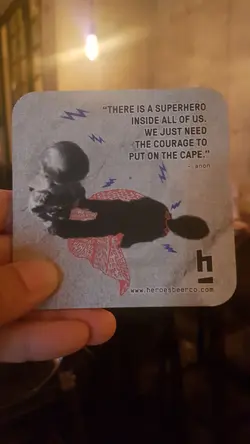 "THERE IS A SUPERHERO
INSIDE ALL OF US.
WE JUST NEED
THE COURAGE TO
PUT ON THE CAPE."
- anon
h
www.heroesbeerco.com